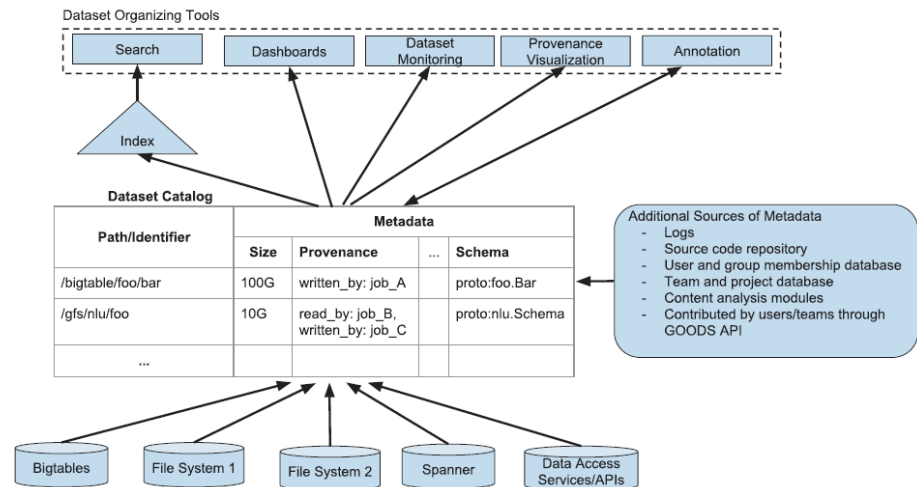 Dataset Organizing Tools
Search
Dashboards
Dataset
Monitoring
Provenance
Visualization
Annotation
Index
Dataset Catalog
Path/Identifier
Metadata
Size
Provenance
...
Schema
/bigtable/foo/bar
100G
written_by: job_A
proto:foo.Bar
/gfs/nlu/foo
10G
read_by: job_B,
written_by: job_C
proto:nlu.Schema
...
Additional Sources of Metadata
- Logs
- Source code repository
- User and group membership database
- Team and project database
- Content analysis modules
- Contributed by users/teams through
GOODS API
Bigtables
File System 1
File System 2
Spanner
Data Access
Services/APIs